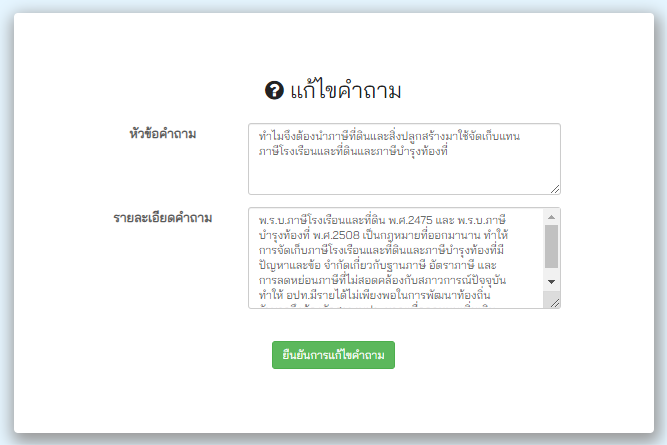 แก้ไขคำถาม
หัวข้อคำถาม
ทำไมจึงต้องนำภาษีที่ดินและสิ่งปลูกสร้างมาใช้จัดเก็บแทน
ภาษีโรงเรือนและที่ดินและภาษีบำรุงท้องที่
รายละเอียดคำถาม
พ.ร.บ.ภาษีโรงเรือนและที่ดิน พ.ศ.2475 และ พ.ร.บ.ภาษี
บำรุงท้องที่ พ.ศ.2508 เป็นกฎหมายที่ออกมานาน ทำให้
การจัดเก็บภาษีโรงเรือนและที่ดินและภาษีบำรุงท้องที่มี
ปัญหาและข้อ จำกัดเกี่ยวกับฐานภาษี อัตราภาษี และ
การลดหย่อนภาษีที่ไม่สอดคล้องกับสภาวการณ์ปัจจุบัน
ทำให้ อปท.มีรายได้ไม่เพียงพอในการพัฒนาท้องถิ่น
ยืนยันการแก้ไขคำถาม